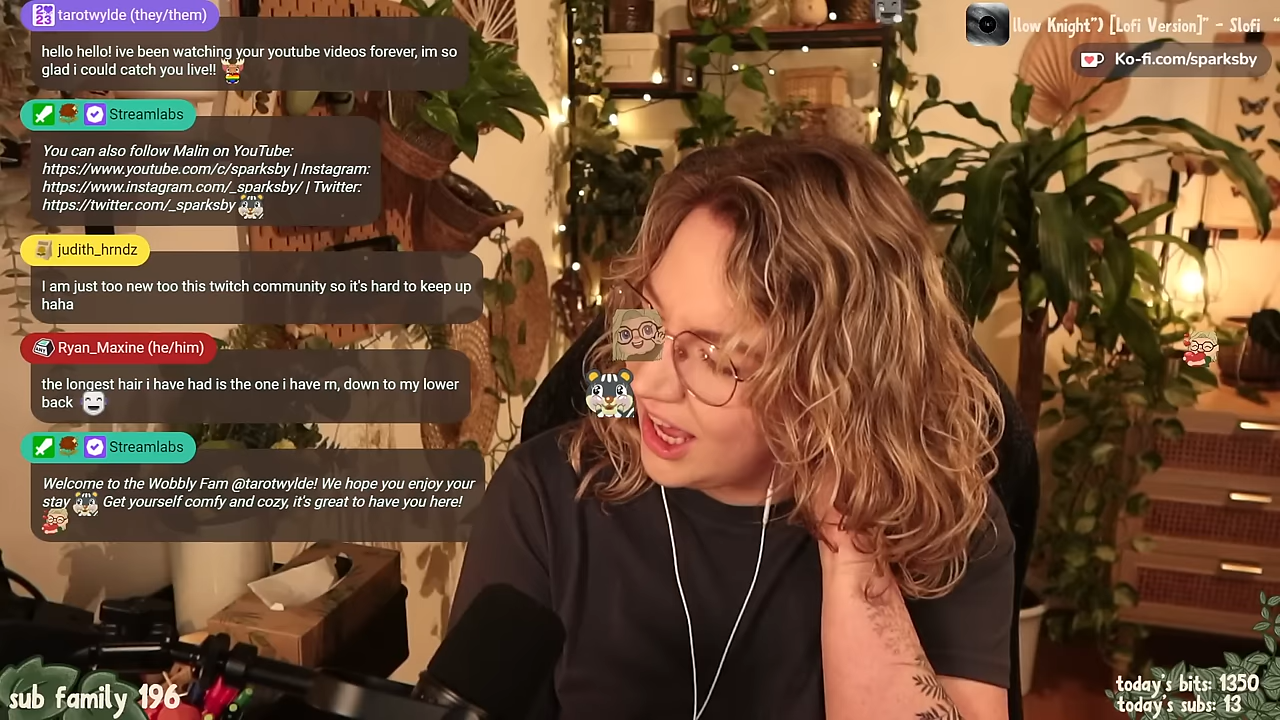 tarotwylde (they/them)
hello hello! ive been watching your youtube videos forever, im so
glad i could catch you live!!
Streamlabs
You can also follow Malin on YouTube:
https://www.youtube.com/c/sparksby | Instagram:
https://www.instagram.com/_sparksby/ | Twitter:
https://twitter.com/_sparksby
judith_hrndz
I am just too new too this twitch community so it's hard to keep up
haha
Ryan_Maxine (he/him)
the longest hair i have had is the one i have rn, down to my lower
back
Streamlabs
Welcome to the Wobbly Fam @tarotwylde! We hope you enjoy your
stay Get yourself comfy and cozy, it's great to have you here!
sub family 196
llow Knight") [Lofi Version]" - Slofi "
Ko-fi.com/sparksby
today's bits: 1350
today's subs: 13